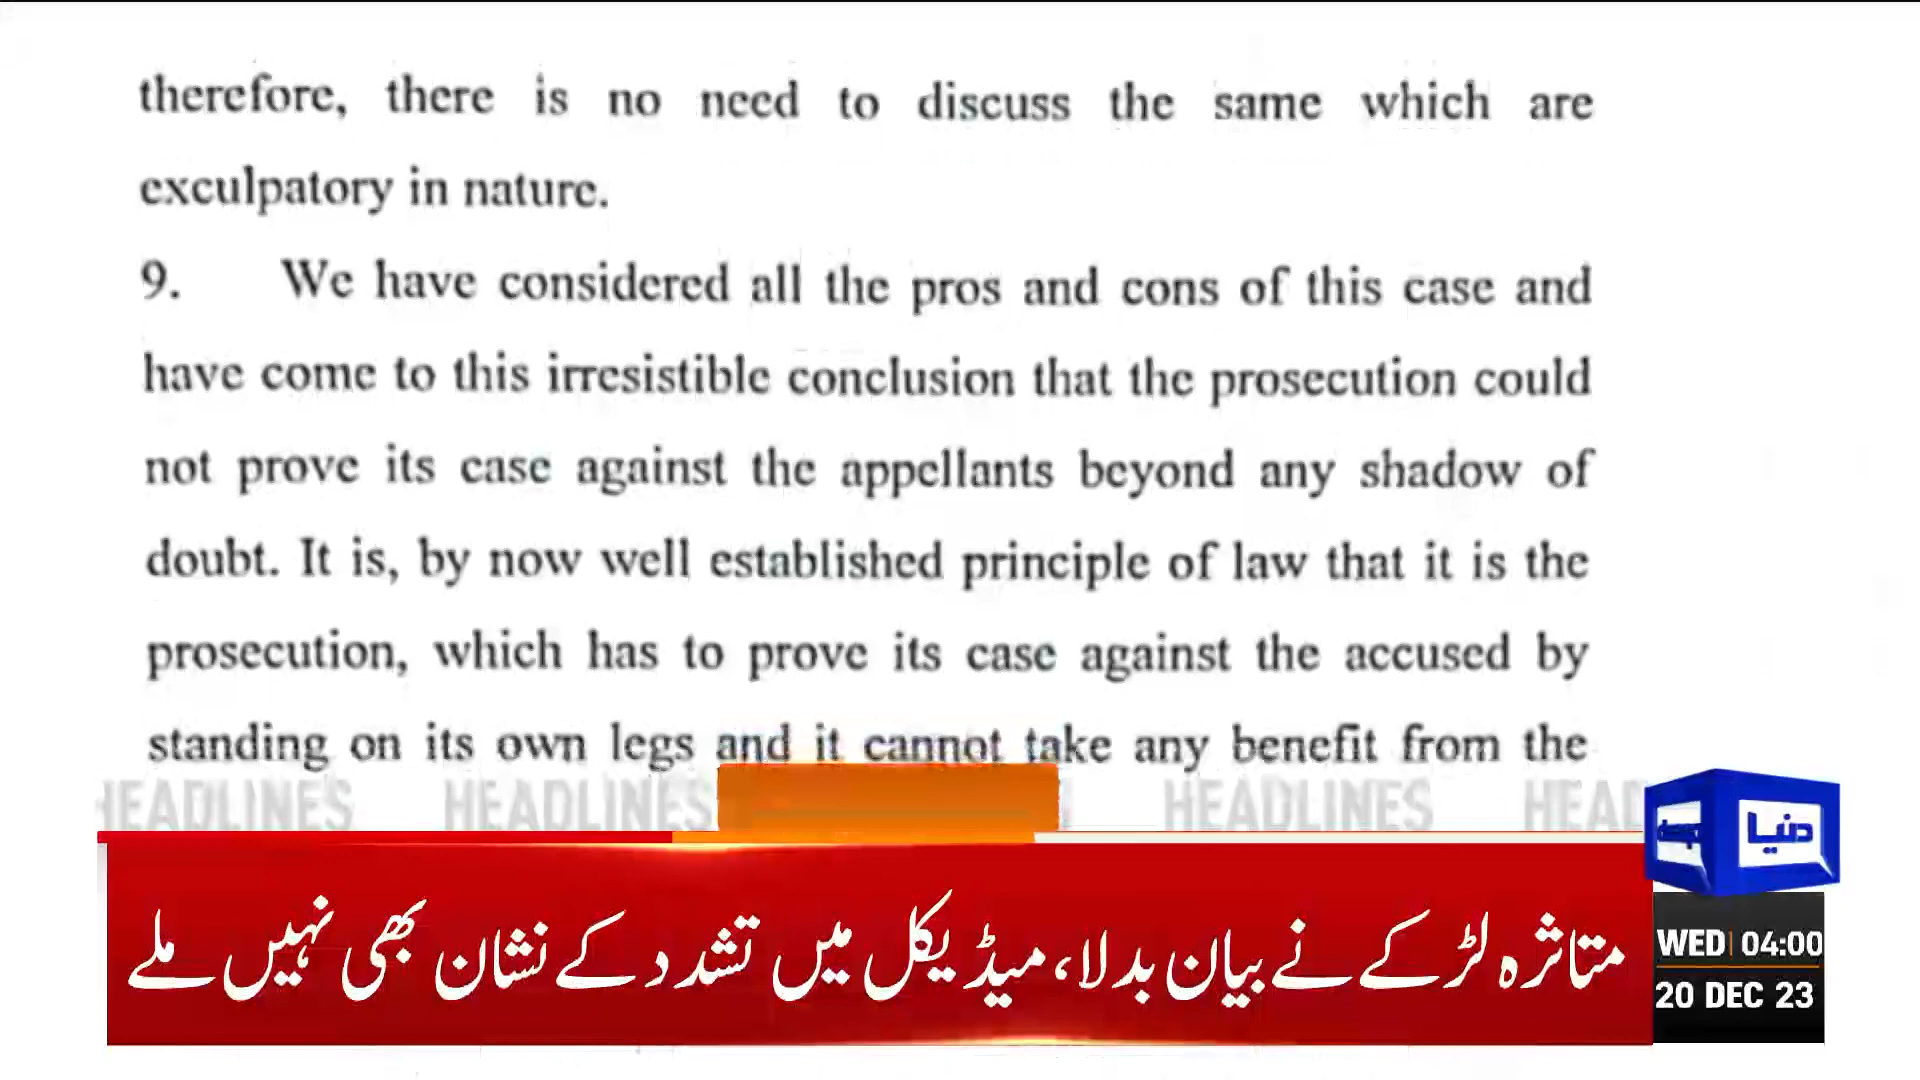 therefore, there is no need to discuss the same which are
exculpatory in nature.
9. We have considered all the pros and cons of this case and
have come to this irresistible conclusion that the prosecution could
not prove its case against the appellants beyond any shadow of
doubt. It is, by now well established principle of law that it is the
prosecution, which has to prove its case against the accused by
standing on its own legs and it cannot take any benefit from the
HEADLINES HEADLINES HEADLINES HEAD
دنیا
متاثرہ لڑکے نے بیان بدلا، میڈیکل میں تشدد کے نشان بھی نہیں ملے
WED 04:00
20 DEC 23